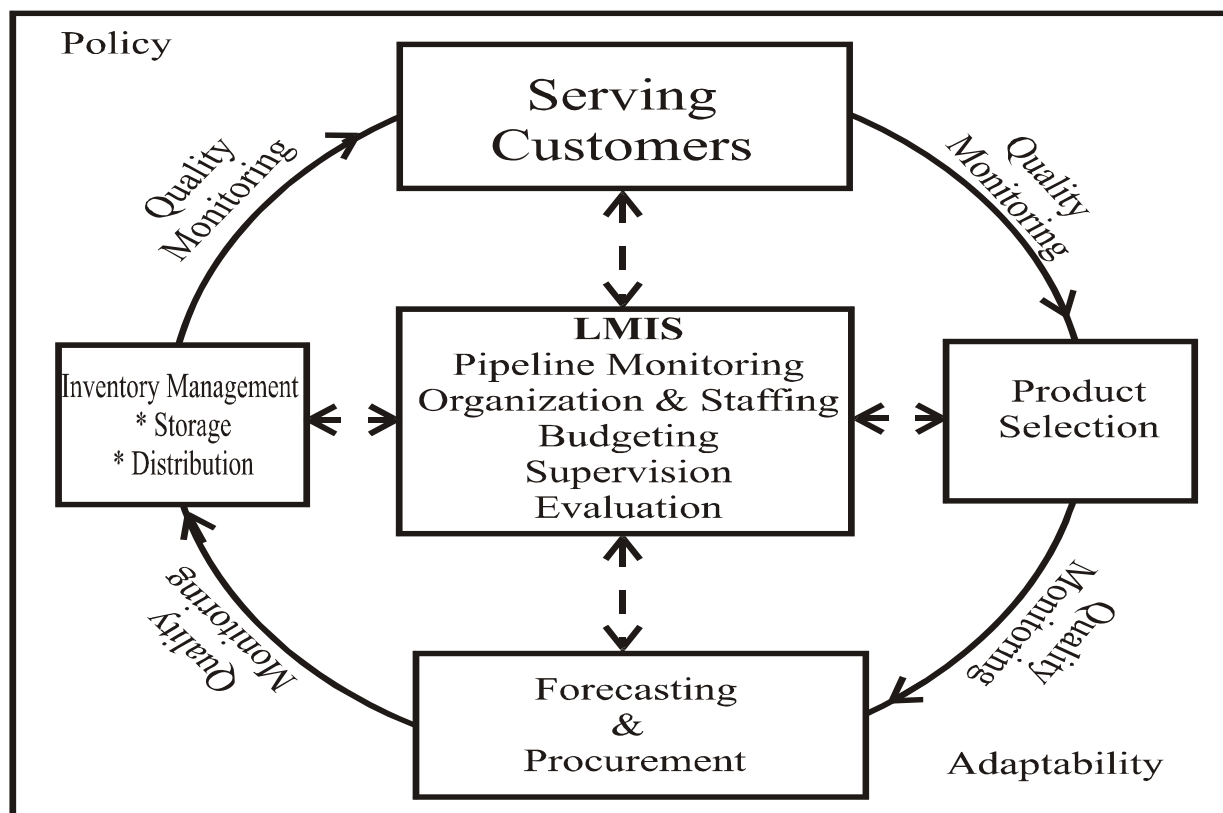 Policy
Serving
Customers
Quality
Monitoring
Quality
Monitoring
LMIS
Pipeline Monitoring
Organization & Staffing
Budgeting
Supervision
Evaluation
Inventory Management
* Storage
* Distribution
Product
Selection
Quality
Monitoring
Quality
Monitoring
Forecasting
&
Procurement
Adaptability